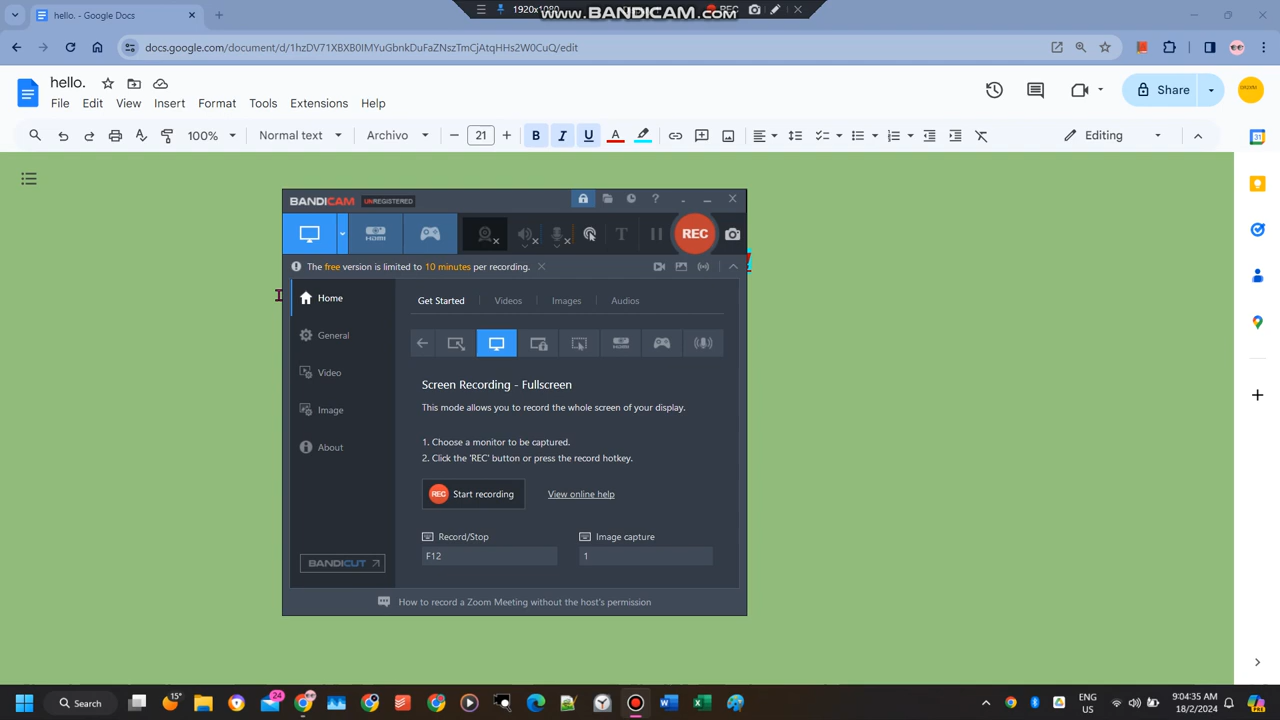 hello. - Google Docs
1920x1080
REC
www.BANDICAM.com
docs.google.com/document/d/1hzDV71XBXB0IMYuGbnkDuFaZNszTmCjAtqHHs2W0CuQ/edit
hello.
File Edit View Insert Format Tools Extensions Help
Share
100% Normal text Archivo 21 B I U A Editing
BANDICAM UNREGISTERED
HDMI REC
The free version is limited to 10 minutes per recording.
Home
General
Video
Image
About
BANDICUT
Get Started Videos Images Audios
Screen Recording - Fullscreen
This mode allows you to record the whole screen of your display.
1. Choose a monitor to be captured.
2. Click the 'REC' button or press the record hotkey.
REC Start recording View online help
Record/Stop Image capture
F12 1
How to record a Zoom Meeting without the host's permission
Search
15°
24
ENG
US
9:04:35 AM
18/2/2024